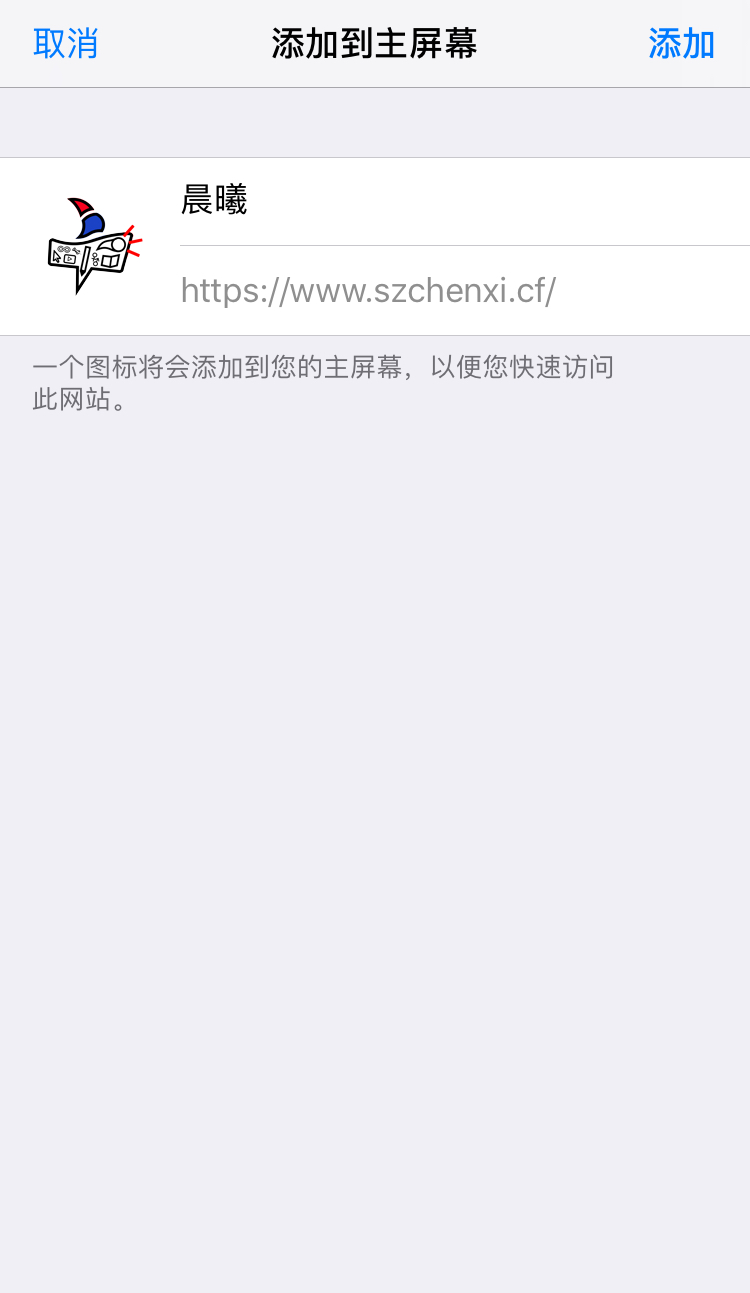 取消 添加到主屏幕 添加
晨曦
https://www.szchenxi.cf/
一个图标将会添加到您的主屏幕，以便您快速访问
此网站。